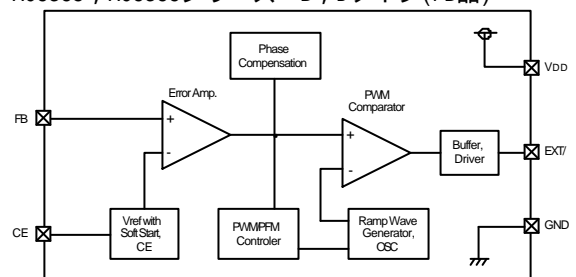 Phase
Compensation
Error Amp.
PWM
Comparator
VDD
FB
+
-
+
-
Buffer,
Driver
EXT/
CE
Vref with
Soft Start,
CE
PWM/PFM
Controler
Ramp Wave
Generator,
OSC
GND